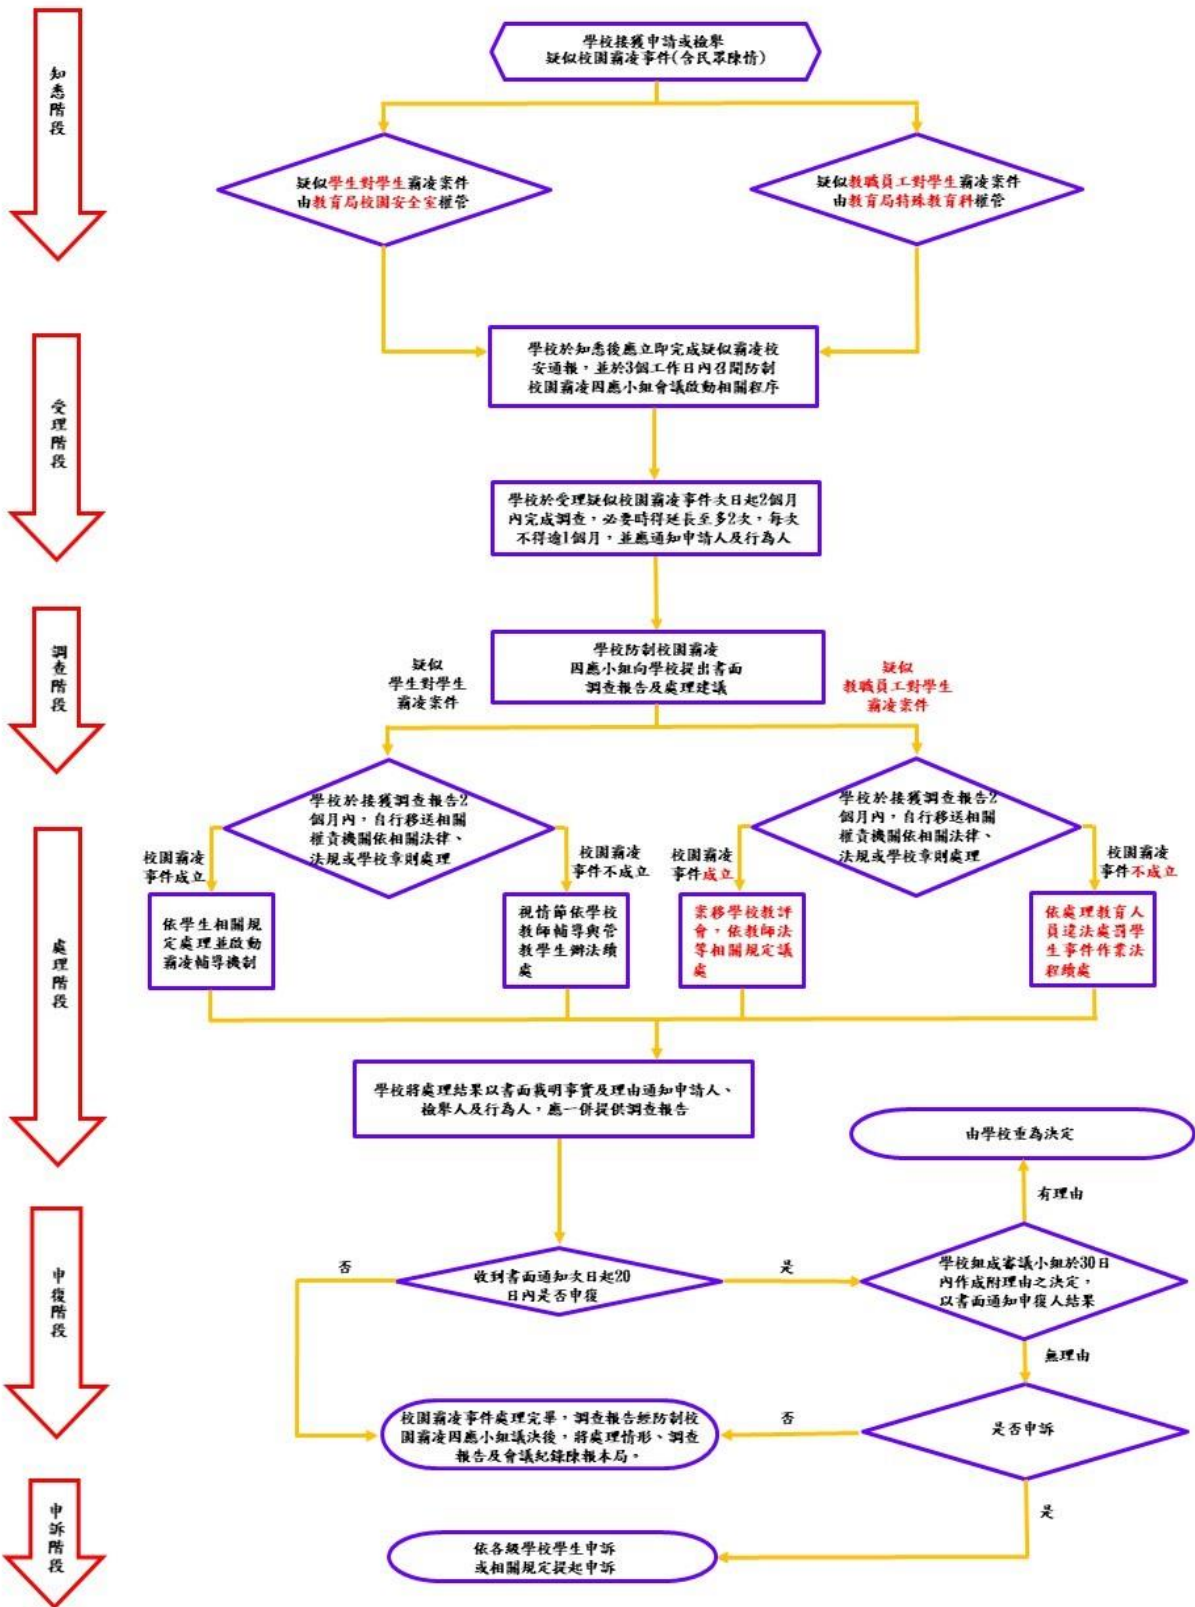 知悉階段
學校接獲申請或檢舉
疑似校園霸凌事件(含民眾陳情)
疑似學生對學生霸凌案件
由教育局校園安全室權管
疑似教職員工對學生霸凌案件
由教育局特殊教育科權管
受理階段
學校於知悉後應立即完成疑似霸凌校
安通報，並於3個工作日內召開防制
校園霸凌因應小組會議啟動相關程序
學校於受理疑似校園霸凌事件次日起2個月
內完成調查，必要時得延長至多2次，每次
不得逾1個月，並應通知申請人及行為人
調查階段
學校防制校園霸凌
因應小組向學校提出書面
調查報告及處理建議
疑似
學生對學生
霸凌案件
疑似
教職員工對學生
霸凌案件
處理階段
學校於接獲調查報告2
個月內，自行移送相關
權責機關依相關法律、
法規或學校章則處理
學校於接獲調查報告2
個月內，自行移送相關
權責機關依相關法律、
法規或學校章則處理
校園霸凌
事件成立
校園霸凌
事件不成立
校園霸凌
事件成立
校園霸凌
事件不成立
依學生相關規
定處理並啟動
霸凌輔導機制
視情節依學校
教師輔導與管
教學生辦法續
處
案移學校教評
會，依教師法
等相關規定議
處
依處理教育人
員違法處罰學
生事件作業法
程續處
學校將處理結果以書面載明事實及理由通知申請人、
檢舉人及行為人，應一併提供調查報告
由學校重為決定
有理由
申復階段
收到書面通知次日起20
日內是否申復
否
是
學校組成審議小組於30日
內作成附理由之決定，
以書面通知申復人結果
無理由
校園霸凌事件處理完畢，調查報告經防制校
園霸凌因應小組議決後，將處理情形、調查
報告及會議紀錄陳報本局。
否
是否申訴
是
申訴階段
依各級學校學生申訴
或相關規定提起申訴